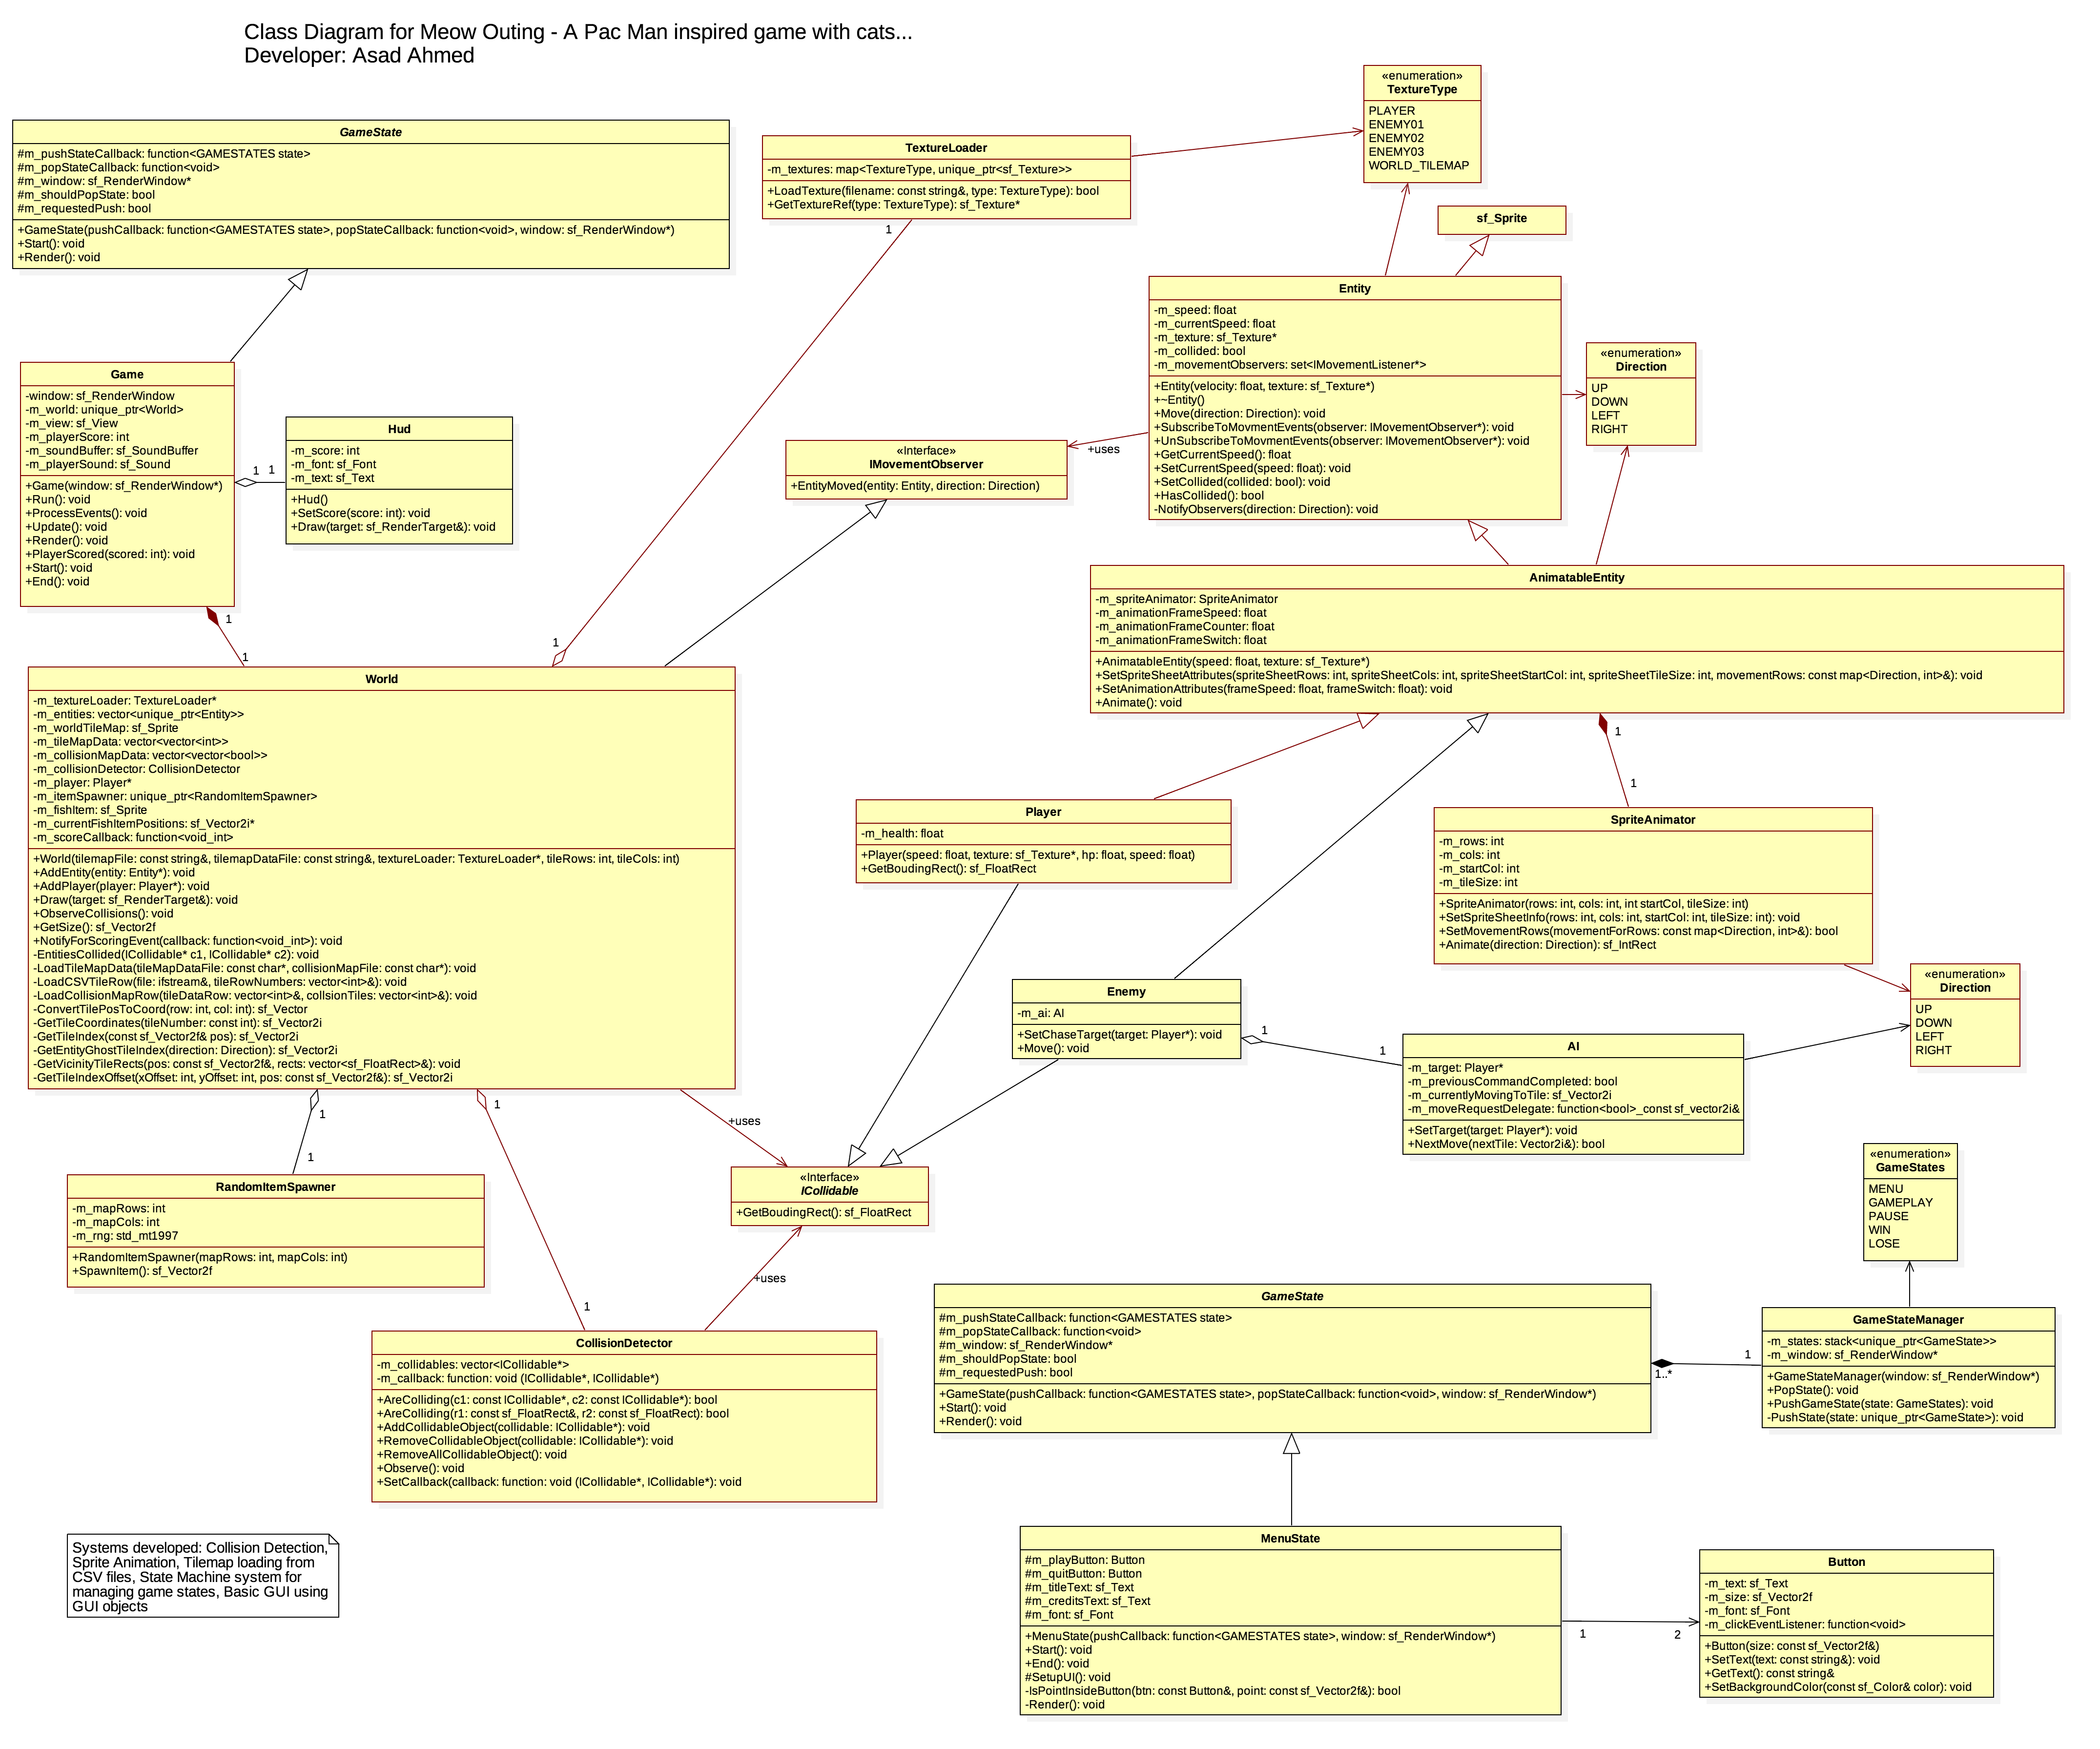 Class Diagram for Meow Outing - A Pac Man inspired game with cats...
Developer: Asad Ahmed
GameState
#m_pushStateCallback: function<GAMESTATES state>
#m_popStateCallback: function<void>
#m_window: sf_RenderWindow*
#m_shouldPopState: bool
#m_requestedPush: bool
+GameState(pushCallback: function<GAMESTATES state>, popStateCallback: function<void>, window: sf_RenderWindow*)
+Start(): void
+Render(): void
TextureLoader
-m_textures: map<TextureType, unique_ptr<sf_Texture>>
+LoadTexture(filename: const string&, type: TextureType): bool
+GetTextureRef(type: TextureType): sf_Texture*
1
«enumeration»
TextureType
PLAYER
ENEMY01
ENEMY02
ENEMY03
WORLD_TILEMAP
sf_Sprite
Entity
-m_speed: float
-m_currentSpeed: float
-m_texture: sf_Texture*
-m_collided: bool
-m_movementObservers: set<IMovementListener*>
+Entity(velocity: float, texture: sf_Texture*)
+~Entity()
+Move(direction: Direction): void
+SubscribeToMovmentEvents(observer: IMovementObserver*): void
+UnSubscribeToMovmentEvents(observer: IMovementObserver*): void
+GetCurrentSpeed(): float
+SetCurrentSpeed(speed: float): void
+SetCollided(collided: bool): void
+HasCollided(): bool
-NotifyObservers(direction: Direction): void
«enumeration»
Direction
UP
DOWN
LEFT
RIGHT
Game
-window: sf_RenderWindow
-m_world: unique_ptr<World>
-m_view: sf_View
-m_playerScore: int
-m_soundBuffer: sf_SoundBuffer
-m_playerSound: sf_Sound
+Game(window: sf_RenderWindow*)
+Run(): void
+ProcessEvents(): void
+Update(): void
+Render(): void
+PlayerScored(scored: int): void
+Start(): void
+End(): void
1 1
Hud
-m_score: int
-m_font: sf_Font
-m_text: sf_Text
+Hud()
+SetScore(score: int): void
+Draw(target: sf_RenderTarget&): void
«Interface»
IMovementObserver
+EntityMoved(entity: Entity, direction: Direction)
+uses
1
1
1
AnimatableEntity
-m_spriteAnimator: SpriteAnimator
-m_animationFrameSpeed: float
-m_animationFrameCounter: float
-m_animationFrameSwitch: float
+AnimatableEntity(speed: float, texture: sf_Texture*)
+SetSpriteSheetAttributes(spriteSheetRows: int, spriteSheetCols: int, spriteSheetStartCol: int, spriteSheetTileSize: int, movementRows: const map<Direction, int>&): void
+SetAnimationAttributes(frameSpeed: float, frameSwitch: float): void
+Animate(): void
1
1
World
-m_textureLoader: TextureLoader*
-m_entities: vector<unique_ptr<Entity>>
-m_worldTileMap: sf_Sprite
-m_tileMapData: vector<vector<int>>
-m_collisionMapData: vector<vector<bool>>
-m_collisionDetector: CollisionDetector
-m_player: Player*
-m_itemSpawner: unique_ptr<RandomItemSpawner>
-m_fishItem: sf_Sprite
-m_currentFishItemPositions: sf_Vector2i*
-m_scoreCallback: function<void_int>
+World(tilemapFile: const string&, tilemapDataFile: const string&, textureLoader: TextureLoader*, tileRows: int, tileCols: int)
+AddEntity(entity: Entity*): void
+AddPlayer(player: Player*): void
+Draw(target: sf_RenderTarget&): void
+ObserveCollisions(): void
+GetSize(): sf_Vector2f
+NotifyForScoringEvent(callback: function<void_int>): void
-EntitiesCollided(ICollidable* c1, ICollidable* c2): void
-LoadTileMapData(tileMapDataFile: const char*, collisionMapFile: const char*): void
-LoadCSVTileRow(file: ifstream&, tileRowNumbers: vector<int>&): void
-LoadCollisionMapRow(tileDataRow: vector<int>&, collsionTiles: vector<int>&): void
-ConvertTilePosToCoord(row: int, col: int): sf_Vector
-GetTileCoordinates(tileNumber: const int): sf_Vector2i
-GetTileIndex(const sf_Vector2f& pos): sf_Vector2i
-GetEntityGhostTileIndex(direction: Direction): sf_Vector2i
-GetVicinityTileRects(pos: const sf_Vector2f&, rects: vector<sf_FloatRect>&): void
-GetTileIndexOffset(xOffset: int, yOffset: int, pos: const sf_Vector2f&): sf_Vector2i
Player
-m_health: float
+Player(speed: float, texture: sf_Texture*, hp: float, speed: float)
+GetBoudingRect(): sf_FloatRect
SpriteAnimator
-m_rows: int
-m_cols: int
-m_startCol: int
-m_tileSize: int
+SpriteAnimator(rows: int, cols: int, int startCol, tileSize: int)
+SetSpriteSheetInfo(rows: int, cols: int, startCol: int, tileSize: int): void
+SetMovementRows(movementForRows: const map<Direction, int>&): bool
+Animate(direction: Direction): sf_IntRect
«enumeration»
Direction
UP
DOWN
LEFT
RIGHT
Enemy
-m_ai: AI
+SetChaseTarget(target: Player*): void
+Move(): void
1
1
AI
-m_target: Player*
-m_previousCommandCompleted: bool
-m_currentlyMovingToTile: sf_Vector2i
-m_moveRequestDelegate: function<bool>_const sf_vector2i&
+SetTarget(target: Player*): void
+NextMove(nextTile: Vector2i&): bool
1
1
1
+uses
RandomItemSpawner
-m_mapRows: int
-m_mapCols: int
-m_rng: std_mt1997
+RandomItemSpawner(mapRows: int, mapCols: int)
+SpawnItem(): sf_Vector2f
«Interface»
ICollidable
+GetBoudingRect(): sf_FloatRect
+uses
1
CollisionDetector
-m_collidables: vector<ICollidable*>
-m_callback: function: void (ICollidable*, ICollidable*)
+AreColliding(c1: const ICollidable*, c2: const ICollidable*): bool
+AreColliding(r1: const sf_FloatRect&, r2: const sf_FloatRect): bool
+AddCollidableObject(collidable: ICollidable*): void
+RemoveCollidableObject(collidable: ICollidable*): void
+RemoveAllCollidableObject(): void
+Observe(): void
+SetCallback(callback: function: void (ICollidable*, ICollidable*): void
«enumeration»
GameStates
MENU
GAMEPLAY
PAUSE
WIN
LOSE
GameState
#m_pushStateCallback: function<GAMESTATES state>
#m_popStateCallback: function<void>
#m_window: sf_RenderWindow*
#m_shouldPopState: bool
#m_requestedPush: bool
+GameState(pushCallback: function<GAMESTATES state>, popStateCallback: function<void>, window: sf_RenderWindow*)
+Start(): void
+Render(): void
1
1..*
GameStateManager
-m_states: stack<unique_ptr<GameState>>
-m_window: sf_RenderWindow*
+GameStateManager(window: sf_RenderWindow*)
+PopState(): void
+PushGameState(state: GameStates): void
-PushState(state: unique_ptr<GameState>): void
Systems developed: Collision Detection,
Sprite Animation, Tilemap loading from
CSV files, State Machine system for
managing game states, Basic GUI using
GUI objects
MenuState
#m_playButton: Button
#m_quitButton: Button
#m_titleText: sf_Text
#m_creditsText: sf_Text
#m_font: sf_Font
+MenuState(pushCallback: function<GAMESTATES state>, window: sf_RenderWindow*)
+Start(): void
+End(): void
#SetupUI(): void
-IsPointInsideButton(btn: const Button&, point: const sf_Vector2f&): bool
-Render(): void
1 2
Button
-m_text: sf_Text
-m_size: sf_Vector2f
-m_font: sf_Font
-m_clickEventListener: function<void>
+Button(size: const sf_Vector2f&)
+SetText(text: const string&): void
+GetText(): const string&
+SetBackgroundColor(const sf_Color& color): void